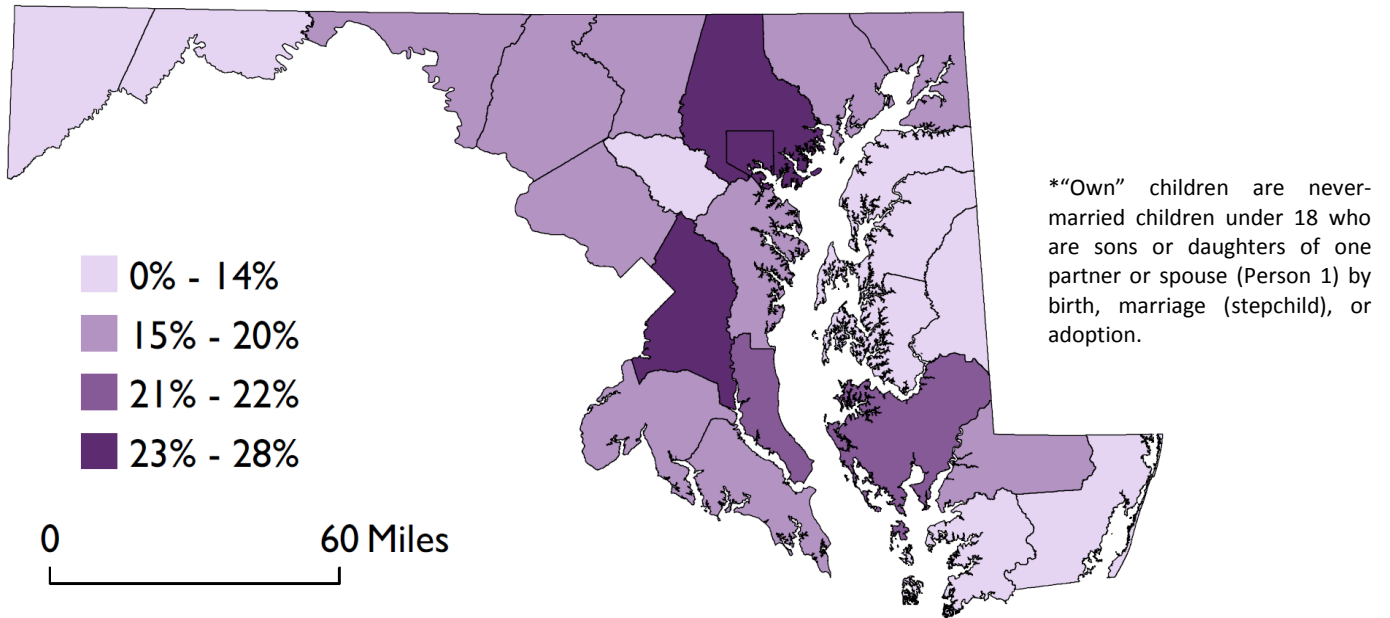 0% - 14%
15% - 20%
21% - 22%
23% - 28%
0 60 Miles
*“Own” children are never-
married children under 18 who
are sons or daughters of one
partner or spouse (Person 1) by
birth, marriage (stepchild), or
adoption.